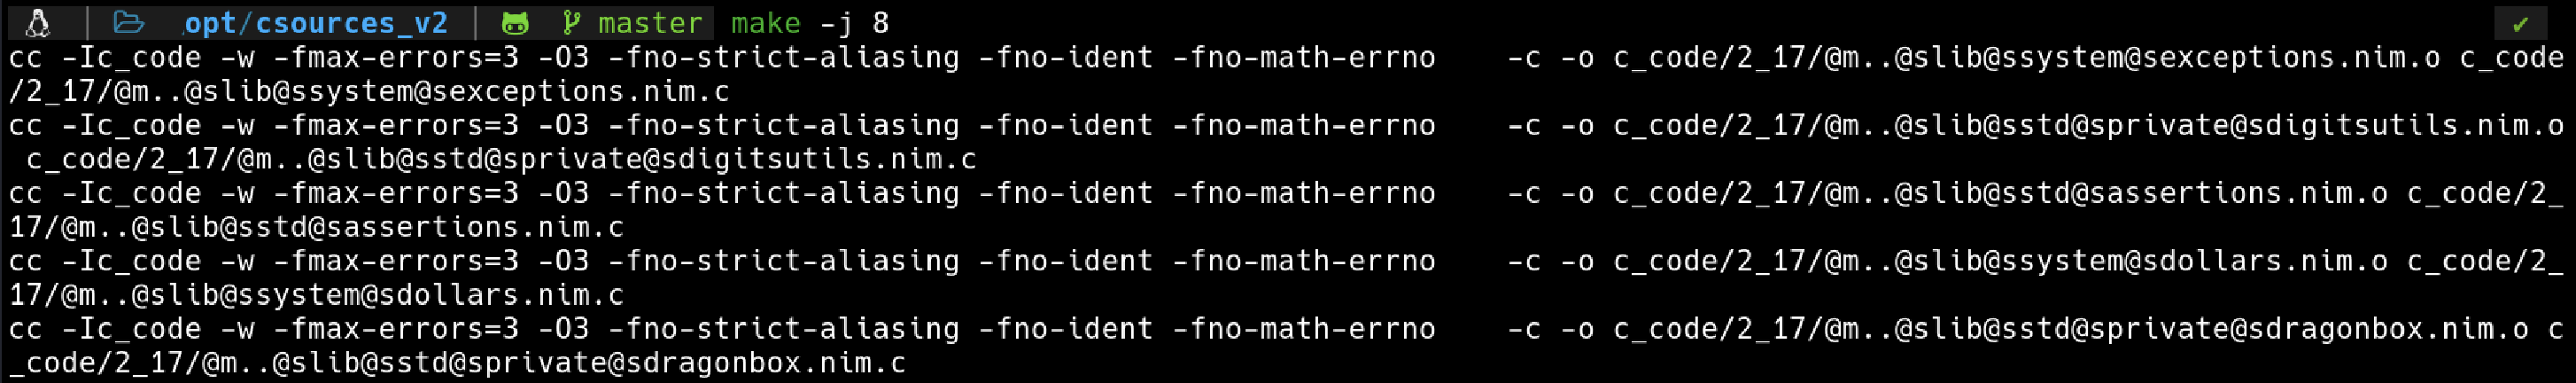 opt/csources_v2 master make -j 8
cc -Ic_code -w -fmax-errors=3 -O3 -fno-strict-aliasing -fno-ident -fno-math-errno    -c -o c_code/2_17/@m..@slib@ssystem@sexceptions.nim.o c_code
/2_17/@m..@slib@ssystem@sexceptions.nim.c
cc -Ic_code -w -fmax-errors=3 -O3 -fno-strict-aliasing -fno-ident -fno-math-errno    -c -o c_code/2_17/@m..@slib@sstd@sprivate@sdigitsutils.nim.o
 c_code/2_17/@m..@slib@sstd@sprivate@sdigitsutils.nim.c
cc -Ic_code -w -fmax-errors=3 -O3 -fno-strict-aliasing -fno-ident -fno-math-errno    -c -o c_code/2_17/@m..@slib@sstd@sassertions.nim.o c_code/2_
17/@m..@slib@sstd@sassertions.nim.c
cc -Ic_code -w -fmax-errors=3 -O3 -fno-strict-aliasing -fno-ident -fno-math-errno    -c -o c_code/2_17/@m..@slib@ssystem@sdollars.nim.o c_code/2_
17/@m..@slib@ssystem@sdollars.nim.c
cc -Ic_code -w -fmax-errors=3 -O3 -fno-strict-aliasing -fno-ident -fno-math-errno    -c -o c_code/2_17/@m..@slib@sstd@sprivate@sdragonbox.nim.o c
_code/2_17/@m..@slib@sstd@sprivate@sdragonbox.nim.c